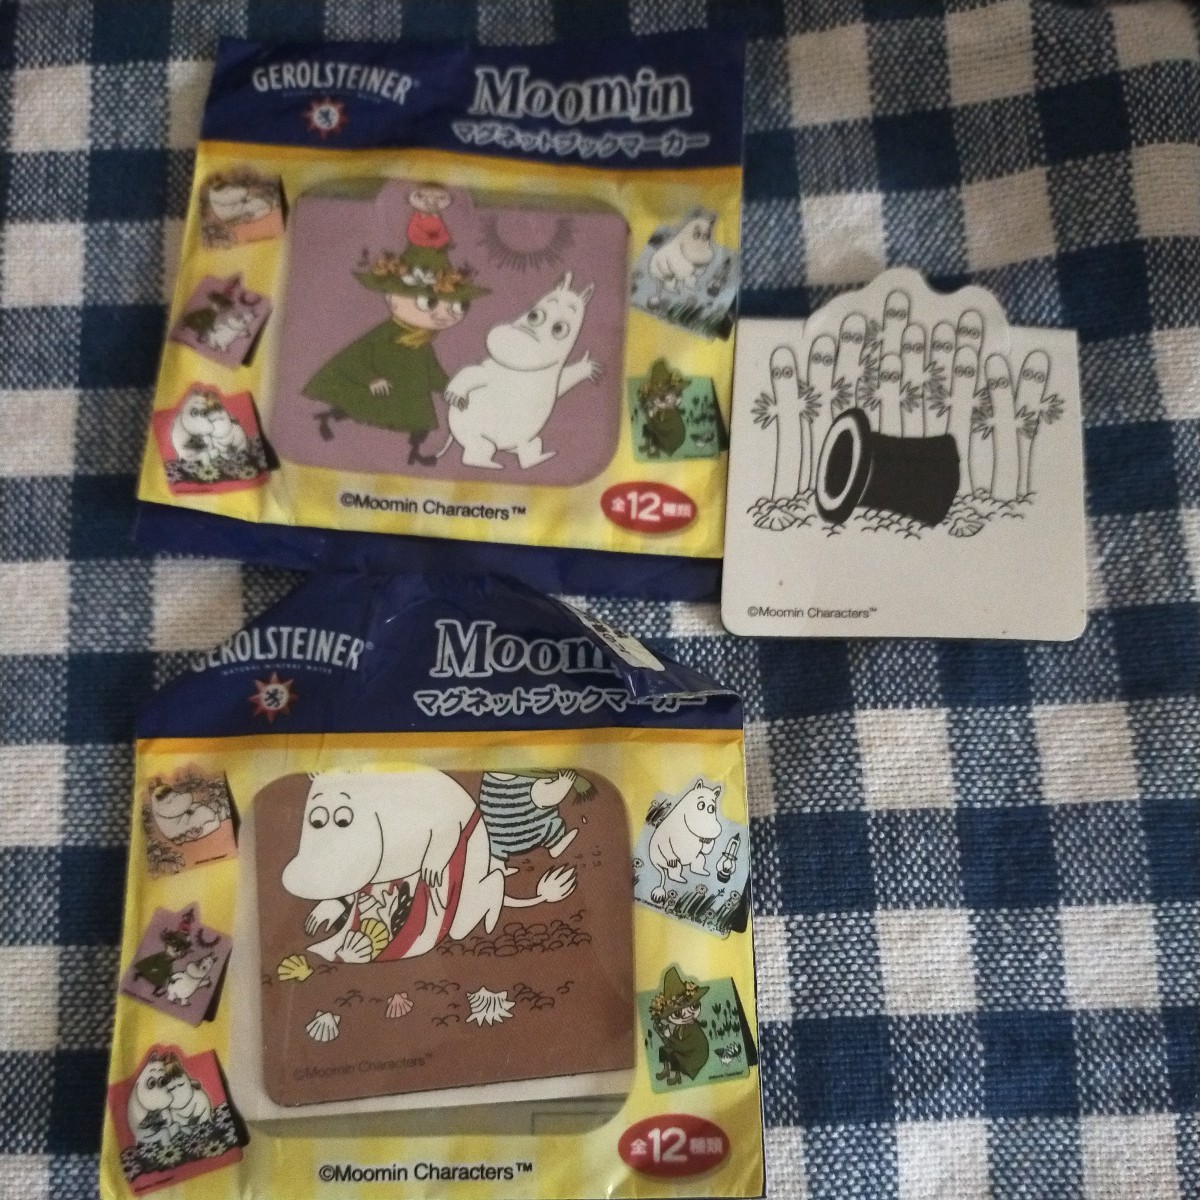 GEROLSTEINER
Moomin
マグネットブックマーカー
©Moomin Characters™
全12種類
©Moomin Characters™
GEROLSTEINER®
NATURAL MINERAL WATER
Moom
マグネットブックマーカー
©Moomin Characters™
©Moomin Characters™
全12種類